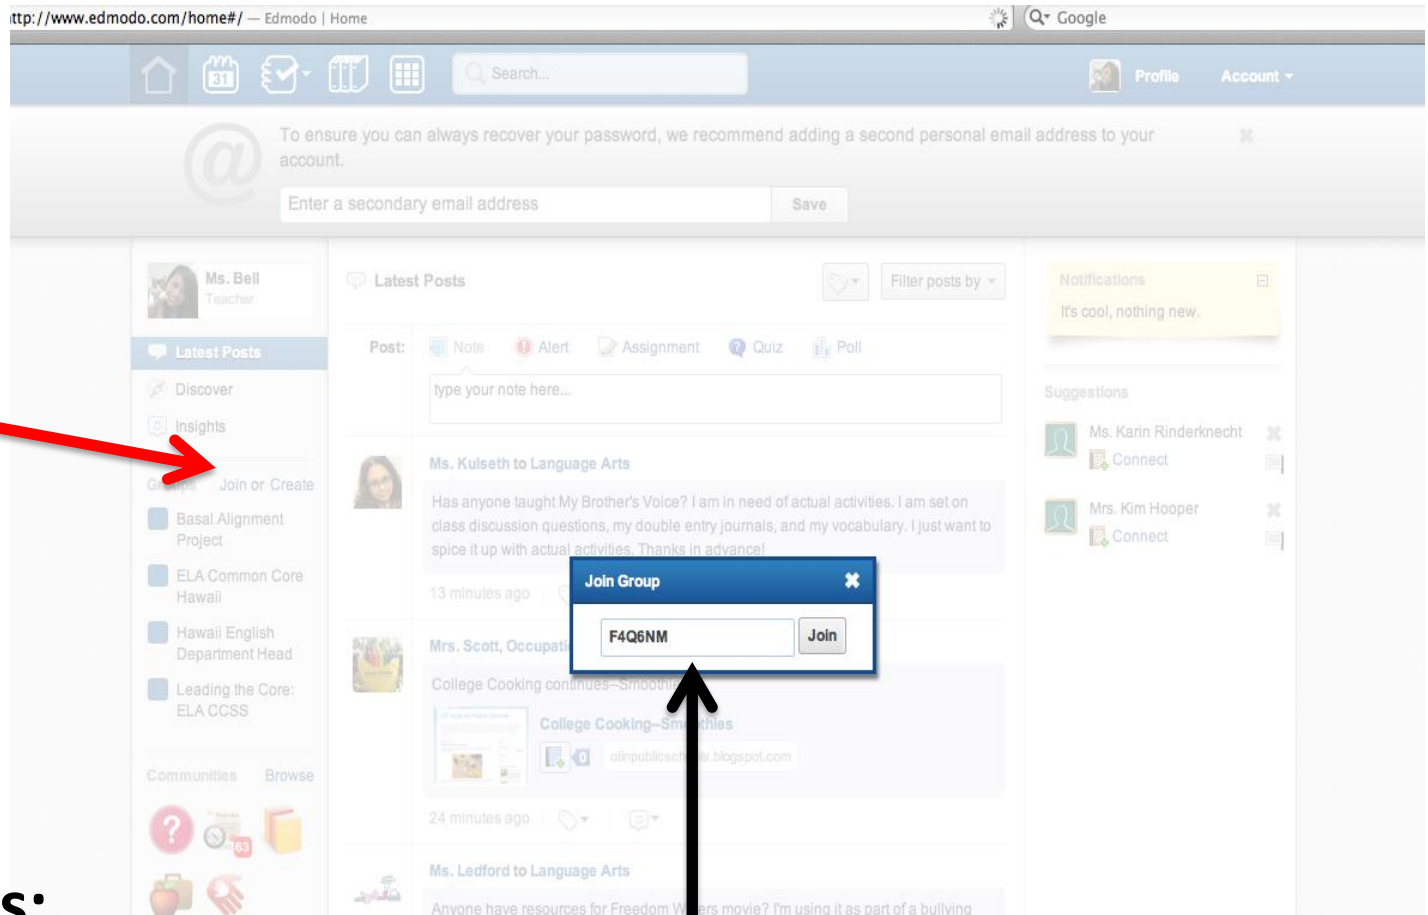 ttp://www.edmodo.com/home#/ — Edmodo | Home
Google
31
Search...
Profile
Account
@
To ensure you can always recover your password, we recommend adding a second personal email address to your
account.
Enter a secondary email address
Save
Ms. Bell
Teacher
Latest Posts
Discover
Insights
Join or Create
Basal Alignment
Project
ELA Common Core
Hawaii
Hawaii English
Department Head
Leading the Core:
ELA CCSS
Communities
Browse
?
63
Latest Posts
Filter posts by
Post:
Note
Alert
Assignment
Quiz
Poll
type your note here...
Ms. Kulseth to Language Arts
Has anyone taught My Brother's Voice? I am in need of actual activities. I am set on
class discussion questions, my double entry journals, and my vocabulary. I just want to
spice it up with actual activities. Thanks in advance!
13 minutes ago
Join Group
F4Q6NM
Join
Mrs. Scott,
College Cooking continues--
College Cooking--Smoothies
0
24 minutes ago
Ms. Ledford to Language Arts
Anyone have resources for Freedom Writers movie? I'm using it as part of a bullying
Notifications
It's cool, nothing new.
Suggestions
Ms. Karin Rinderknecht
Connect
Mrs. Kim Hooper
Connect
s: